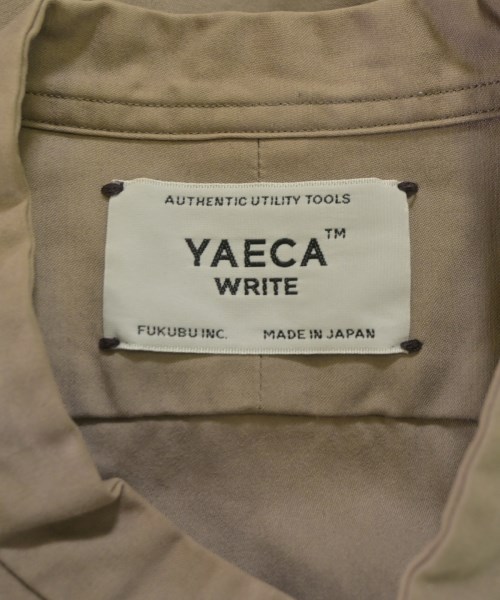 AUTHENTIC UTILITY TOOLS
YAECA™
WRITE
FUKUBU INC. MADE IN JAPAN